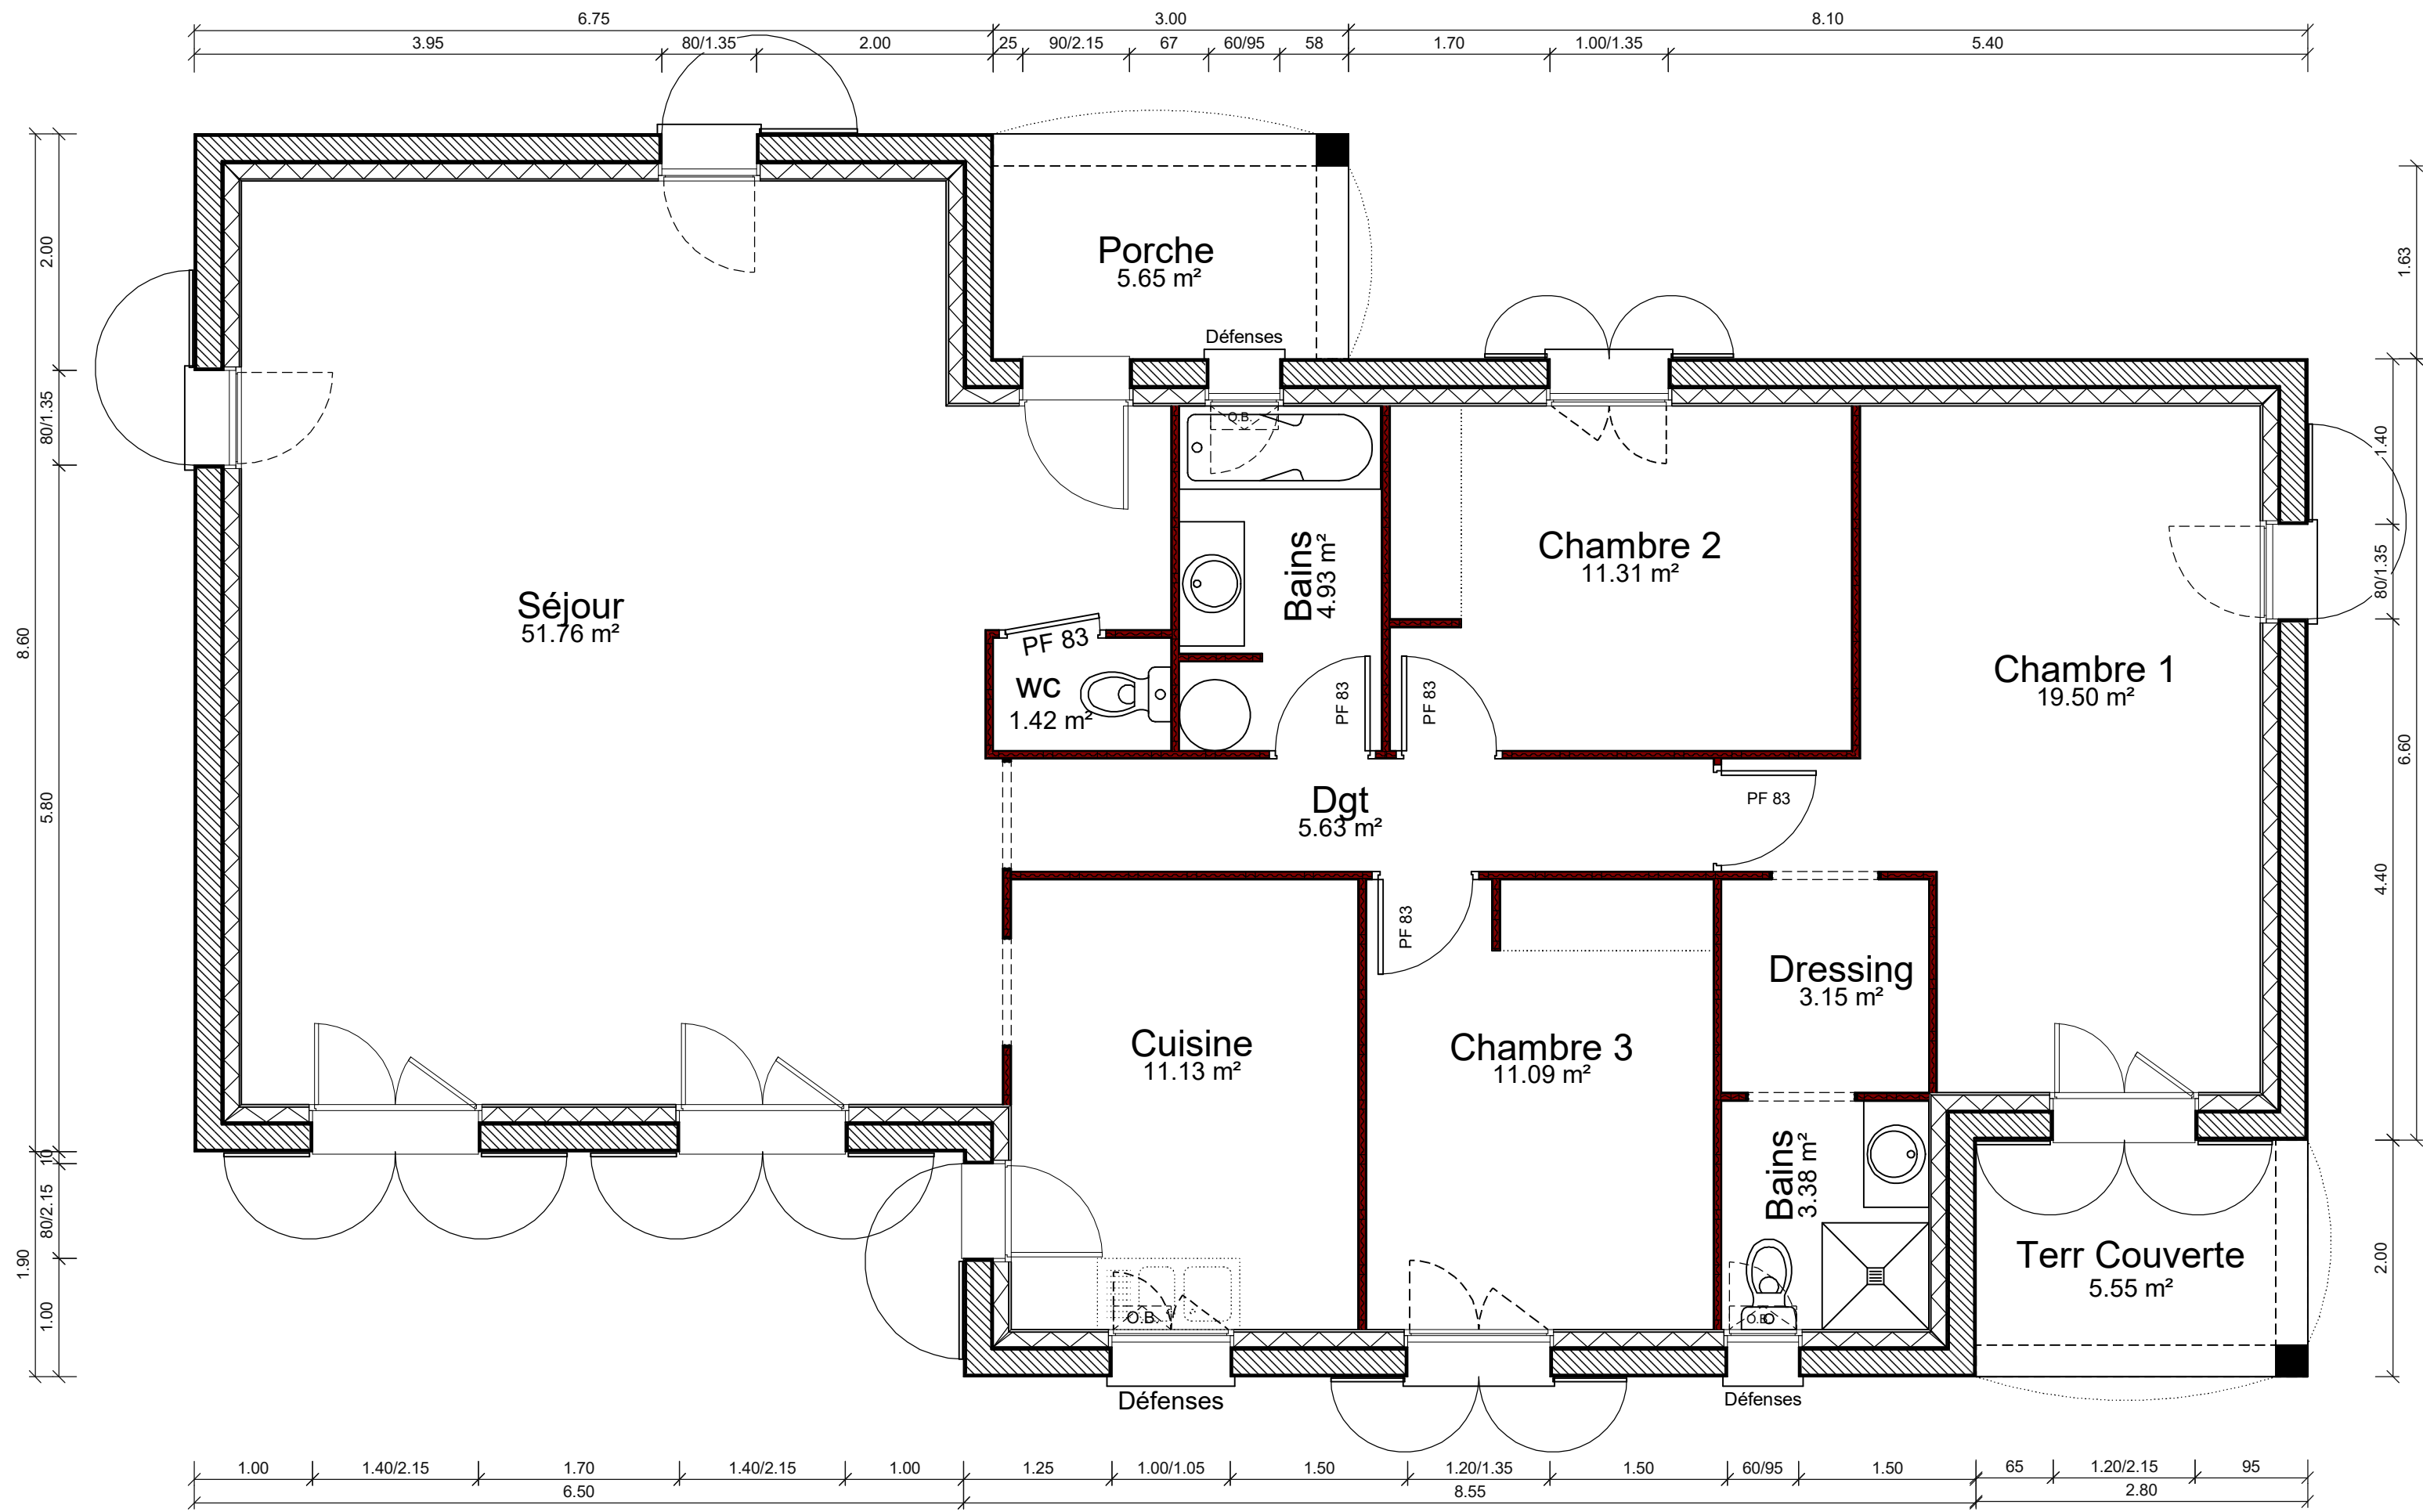 6.75
3.00
8.10
3.95
80/1.35
2.00
25
90/2.15
67
60/95
58
1.70
1.00/1.35
5.40
2.00
80/1.35
8.60
5.80
10
80/2.15
1.90
1.00
1.63
1.40
80/1.35
6.60
4.40
2.00
Porche
5.65 m²
Défenses
O.B.
Séjour
51.76 m²
PF 83
wc
1.42 m²
Bains
4.93 m²
PF 83
PF 83
Chambre 2
11.31 m²
Chambre 1
19.50 m²
Dgt
5.63 m²
PF 83
PF 83
Cuisine
11.13 m²
Chambre 3
11.09 m²
Dressing
3.15 m²
Bains
3.38 m²
Terr Couverte
5.55 m²
O.B.
O.B.
Défenses
Défenses
1.00
1.40/2.15
1.70
1.40/2.15
1.00
1.25
1.00/1.05
1.50
1.20/1.35
1.50
60/95
1.50
65
1.20/2.15
95
6.50
8.55
2.80